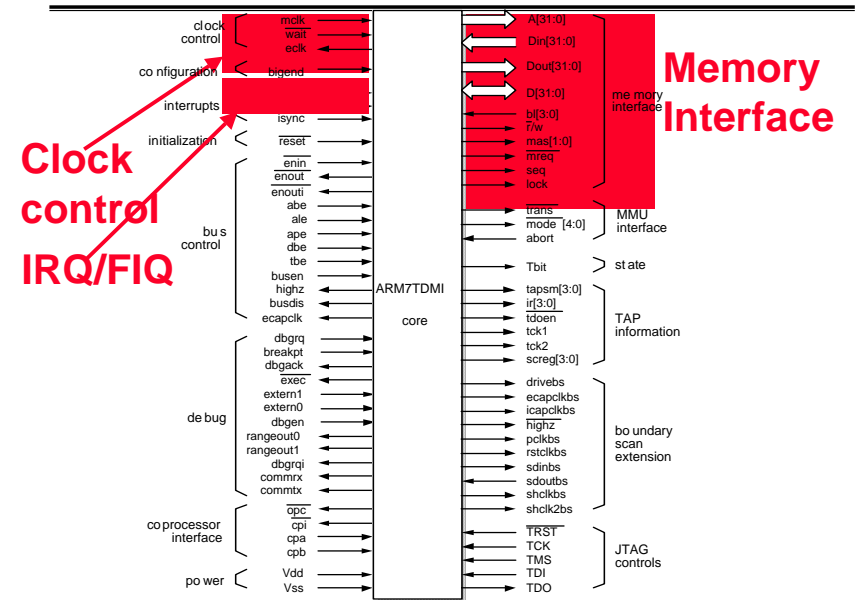 clock
control
mclk
wait
eclk
configuration
bigend
interrupts
isync
initialization
reset
bus
control
enin
enout
enouti
abe
ale
ape
dbe
tbe
busen
highz
busdis
ecapclk
debug
dbgrq
breakpt
dbgack
exec
extern1
extern0
dbgen
rangeout0
rangeout1
dbgrqi
commrx
commtx
coprocessor
interface
opc
cpi
cpa
cpb
power
Vdd
Vss
Clock
control
IRQ/FIQ
ARM7TDMI
core
A[31:0]
Din[31:0]
Dout[31:0]
D[31:0]
bl[3:0]
r/w
mas[1:0]
mreq
seq
lock
memory
interface
Memory
Interface
trans
mode [4:0]
abort
MMU
interface
Tbit
state
tapsm[3:0]
ir[3:0]
tdoen
tck1
tck2
screg[3:0]
TAP
information
drivebs
ecapclkbs
icapclkbs
highz
pclkbs
rstclkbs
sdinbs
sdoutbs
shclkbs
shclk2bs
boundary
scan
extension
TRST
TCK
TMS
TDI
TDO
JTAG
controls